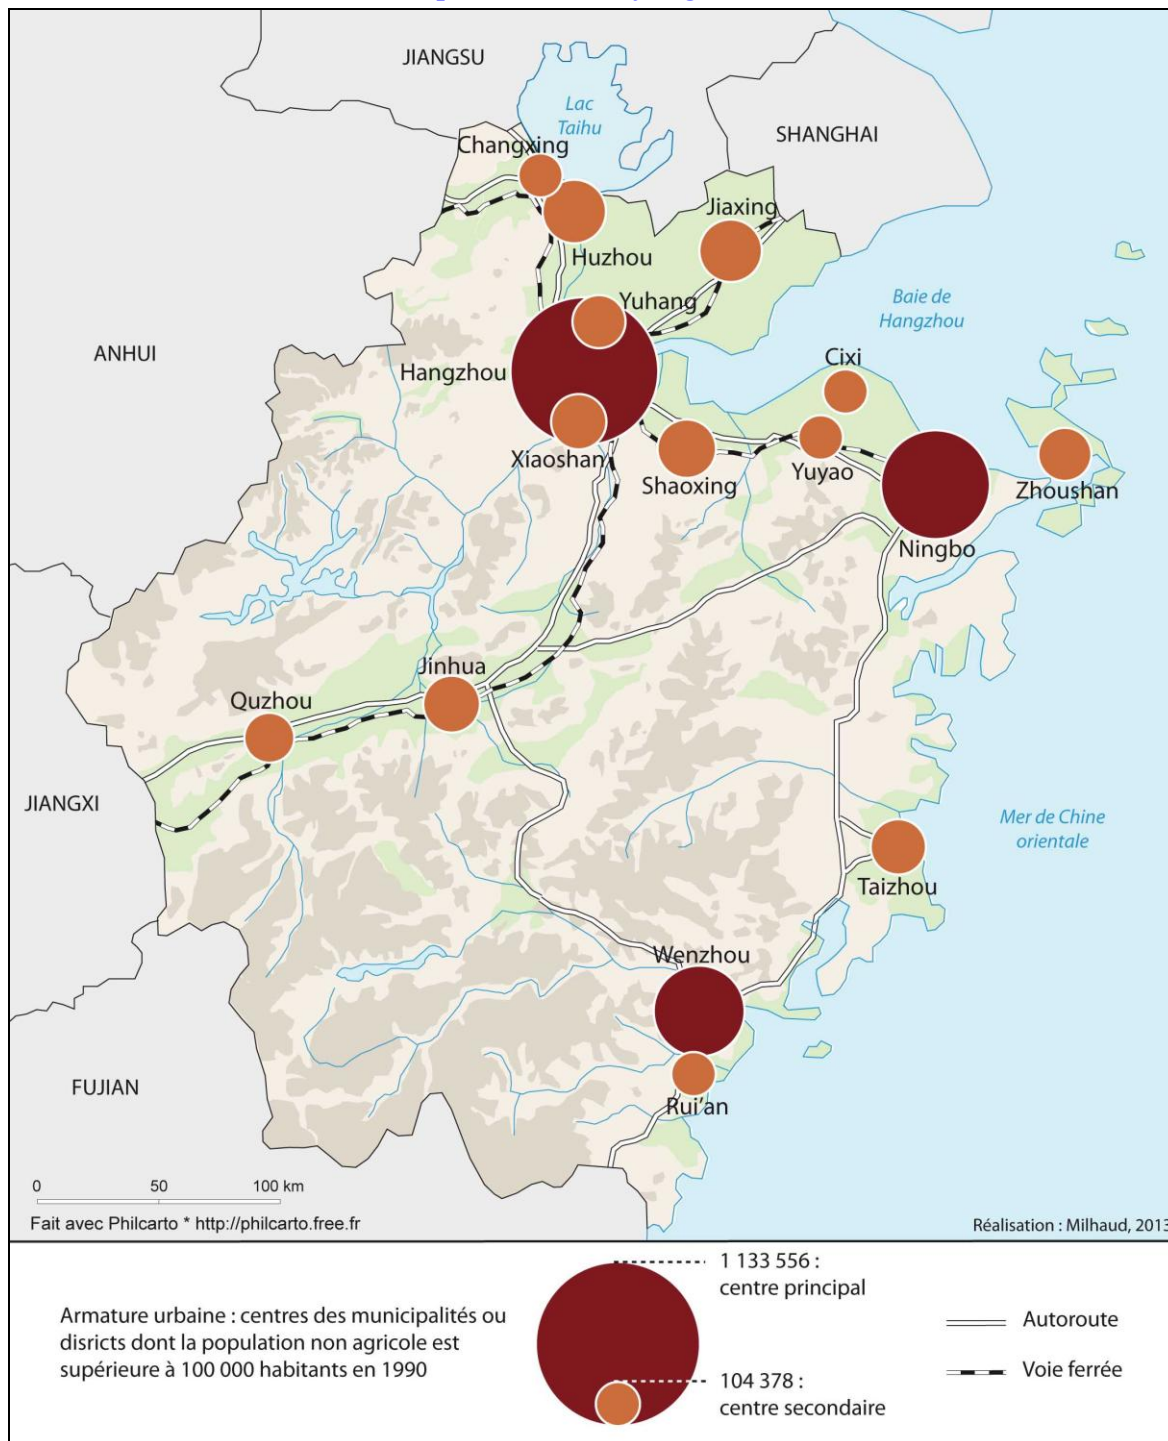 JIANGSU
Lac
Taihu
SHANGHAI
Changxing
Jiaxing
Huzhou
Yuhang
Baie de
Hangzhou
ANHUI
Cixi
Hangzhou
Xiaoshan
Shaoxing
Yuyao
Zhoushan
Ningbo
Jinhua
Quzhou
JIANGXI
Mer de Chine
orientale
Taizhou
Wenzhou
FUJIAN
Rui'an
0 50 100 km
Fait avec Philcarto * http://philcarto.free.fr
Réalisation : Milhaud, 2013
Armature urbaine : centres des municipalités ou
disricts dont la population non agricole est
supérieure à 100 000 habitants en 1990
1 133 556 :
centre principal
104 378 :
centre secondaire
Autoroute
Voie ferrée